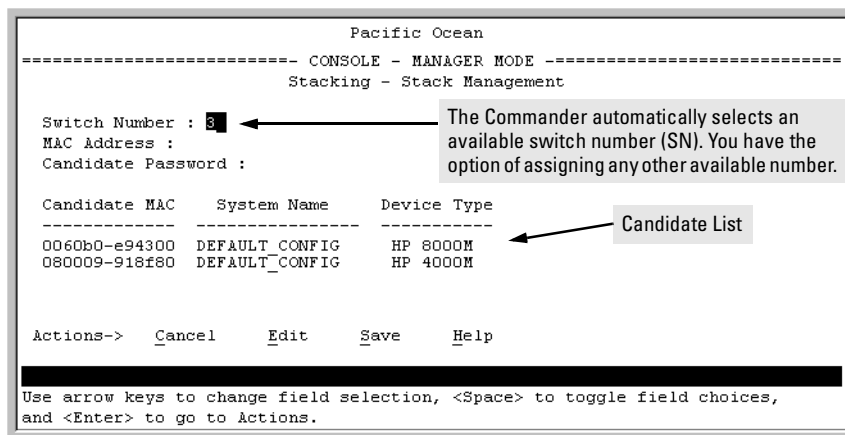 Pacific Ocean
==========================- CONSOLE - MANAGER MODE -============================
Stacking - Stack Management
Switch Number : 3
MAC Address :
Candidate Password :
The Commander automatically selects an
available switch number (SN). You have the
option of assigning any other available number.
Candidate MAC System Name Device Type
------------- ---------------- -----------
0060b0-e94300 DEFAULT_CONFIG HP 8000M
080009-918f80 DEFAULT_CONFIG HP 4000M
Candidate List
Actions-> Cancel Edit Save Help
Use arrow keys to change field selection, <Space> to toggle field choices,
and <Enter> to go to Actions.